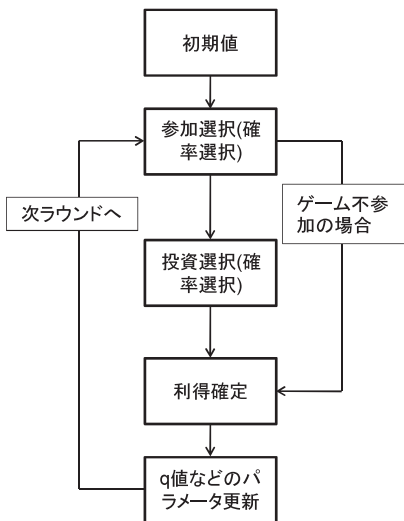 初期値
参加選択(確
率選択)
次ラウンドへ
ゲーム不参
加の場合
投資選択(確
率選択)
利得確定
q値などのパ
ラメータ更新